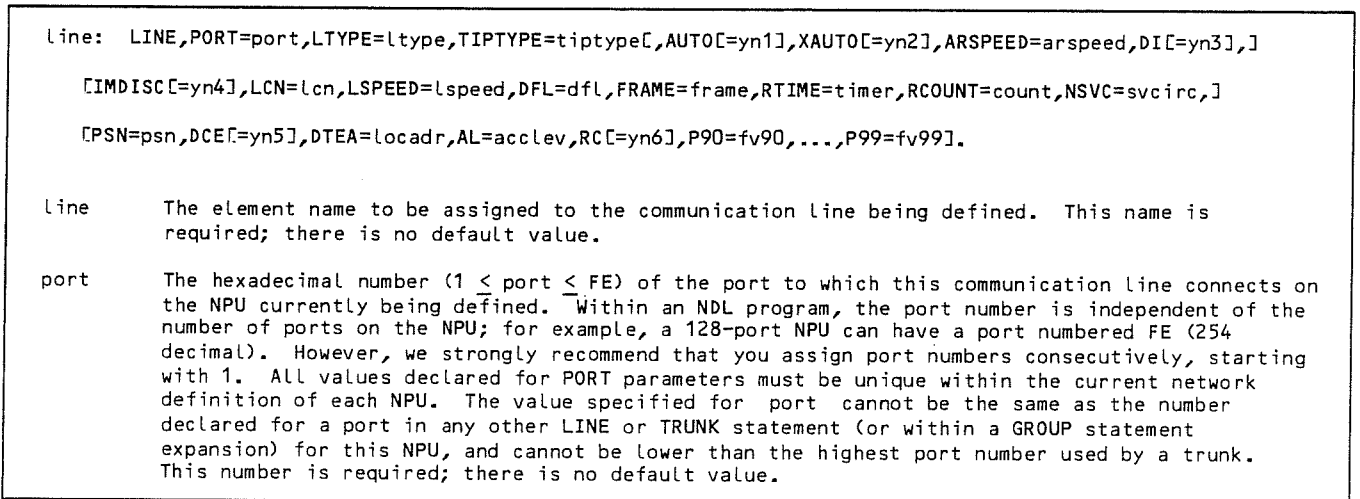 line: LINE,PORT=port,LTYPE=ltype,TIPTYPE=tiptype[,AUTO[=yn1],XAUTO[=yn2],ARSPEED=arspeed,DI[=yn3],]
[IMDISC[=yn4],LCN=lcn,LSPEED=lspeed,DFL=dfl,FRAME=frame,RTIME=timer,RCOUNT=count,NSVC=svcirc,]
[PSN=psn,DCE[=yn5],DTEA=locadr,AL=acclev,RC[=yn6],P90=fv90,...,P99=fv99].
line The element name to be assigned to the communication line being defined. This name is
required; there is no default value.
port The hexadecimal number (1 ≤ port ≤ FE) of the port to which this communication line connects on
the NPU currently being defined. Within an NDL program, the port number is independent of the
number of ports on the NPU; for example, a 128-port NPU can have a port numbered FE (254
decimal). However, we strongly recommend that you assign port numbers consecutively, starting
with 1. All values declared for PORT parameters must be unique within the current network
definition of each NPU. The value specified for port cannot be the same as the number
declared for a port in any other LINE or TRUNK statement (or within a GROUP statement
expansion) for this NPU, and cannot be lower than the highest port number used by a trunk.
This number is required; there is no default value.